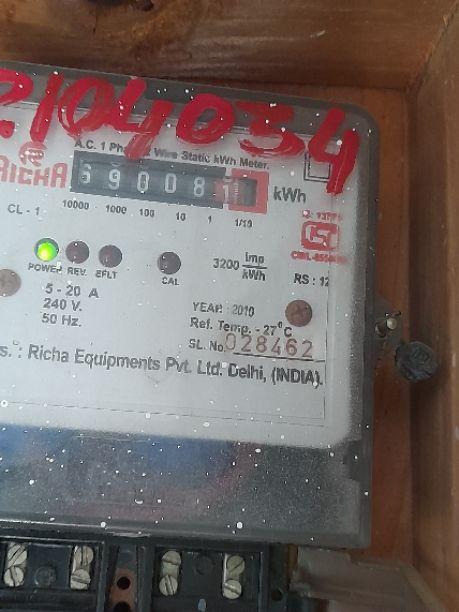 2104034
A.C. 1 Ph Wire Static kWh Meter.
RICHA
69008 kWh
CL - 1
10000 1000 100 10 1 1/10
3200 imp/kWh
POWER REV. EFLT CAL
RS : 12
5 - 20 A
240 V.
50 Hz.
YEAR : 2010
Ref. Temp. - 27°C
SL. No. 028462
s. : Richa Equipments Pvt. Ltd. Delhi, (INDIA).